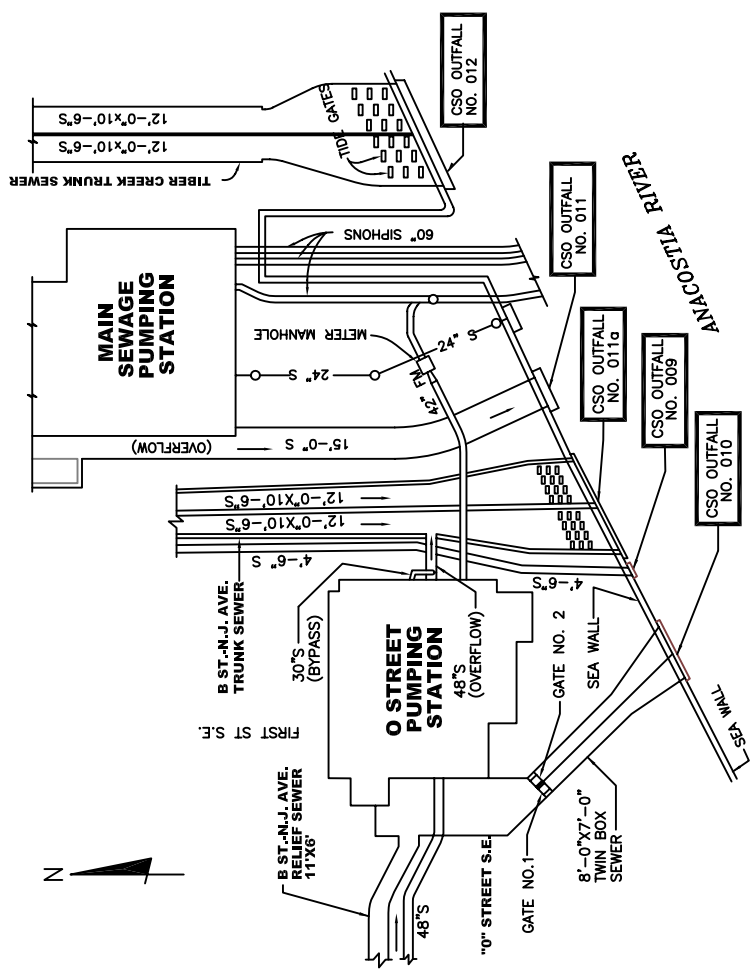 N
12'-0"x10'-6"S
12'-0"x10'-6"S
TIBER CREEK TRUNK SEWER
TIDE GATES
CSO OUTFALL
NO. 012
MAIN
SEWAGE
PUMPING
STATION
60" SIPHONS
METER MANHOLE
24" S
24" S
42" FM
CSO OUTFALL
NO. 011
ANACOSTIA RIVER
(OVERFLOW)
15'-0" S
12'-0"X10'-6"S
12'-0"X10'-6"S
4'-6"S
4'-6"S
CSO OUTFALL
NO. 011a
CSO OUTFALL
NO. 009
CSO OUTFALL
NO. 010
B ST.-N.J. AVE.
TRUNK SEWER
30"S
(BYPASS)
O STREET
PUMPING
STATION
48"S
(OVERFLOW)
FIRST ST S.E.
GATE NO. 2
SEA WALL
SEA WALL
B ST.-N.J. AVE.
RELIEF SEWER
11'X6'
48"S
"O" STREET S.E.
GATE NO.1
8'-0"X7'-0"
TWIN BOX
SEWER